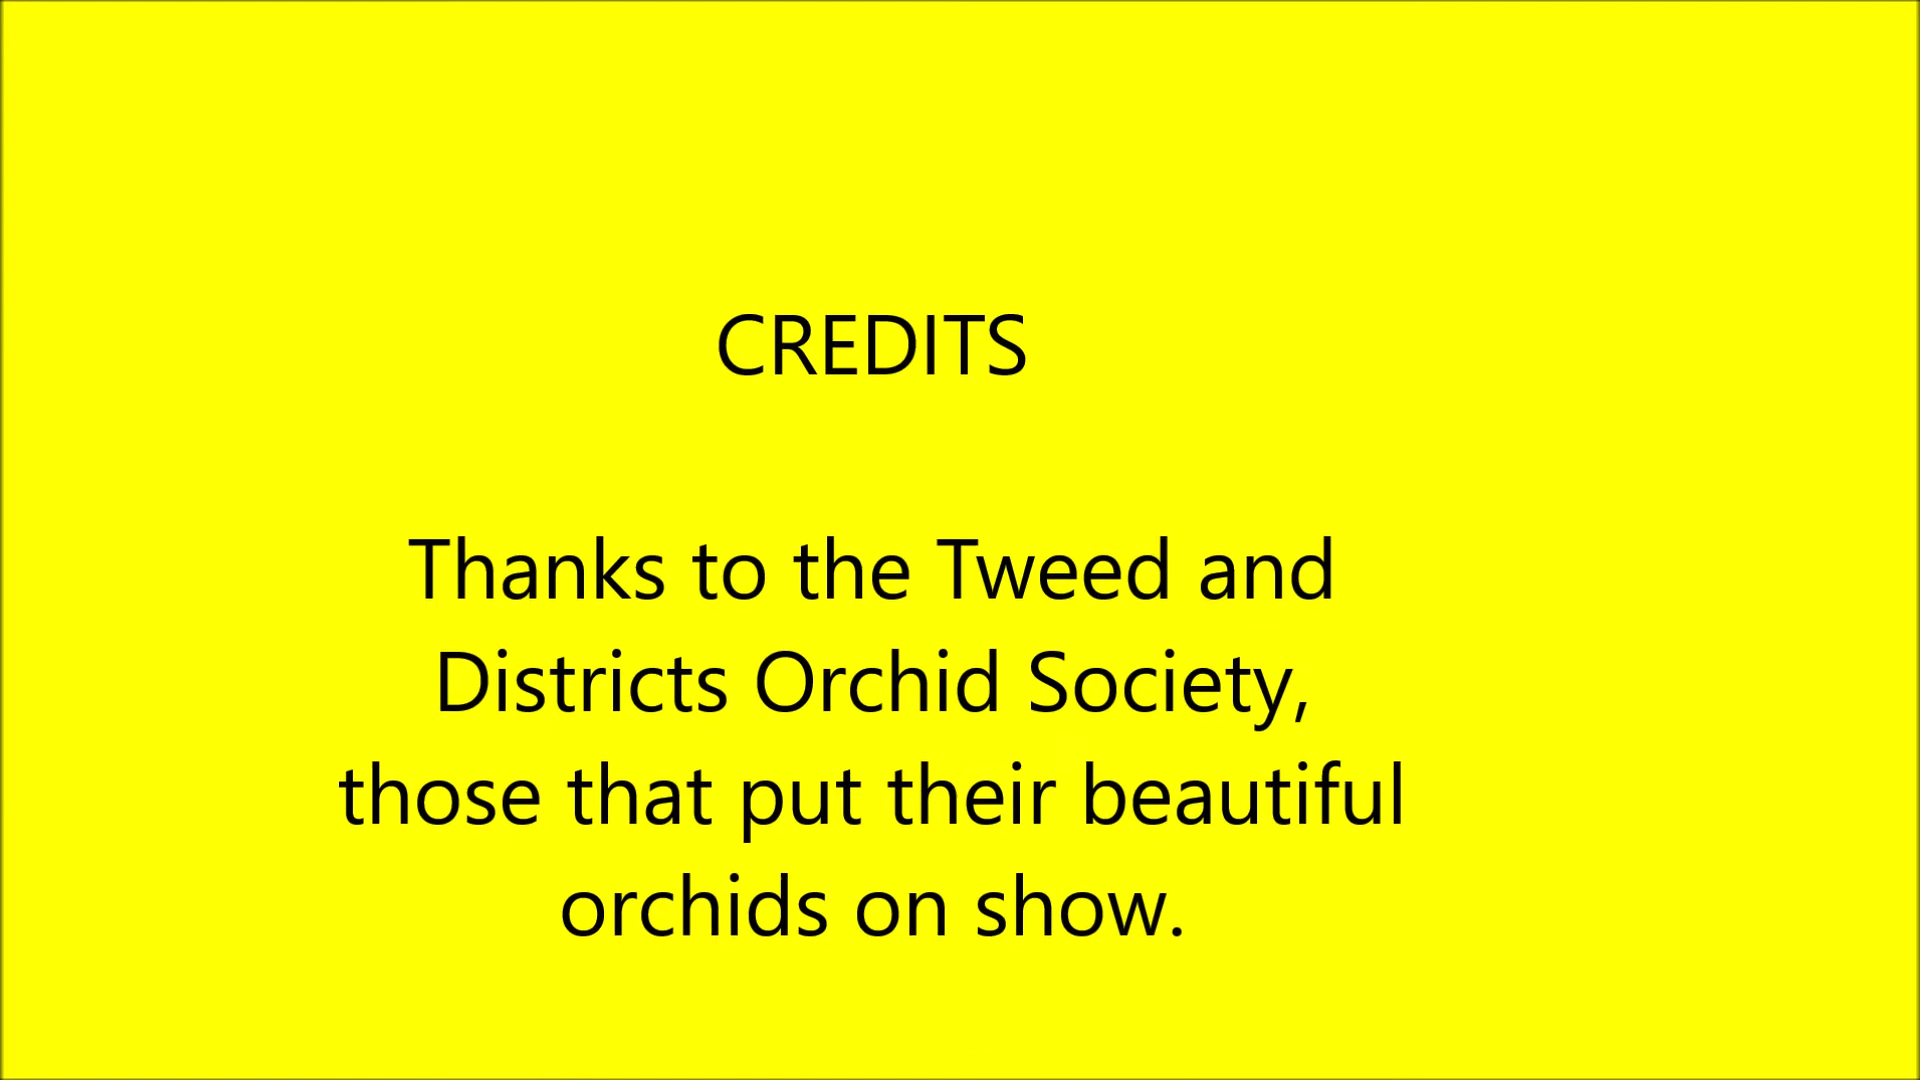 CREDITS
Thanks to the Tweed and
Districts Orchid Society,
those that put their beautiful
orchids on show.